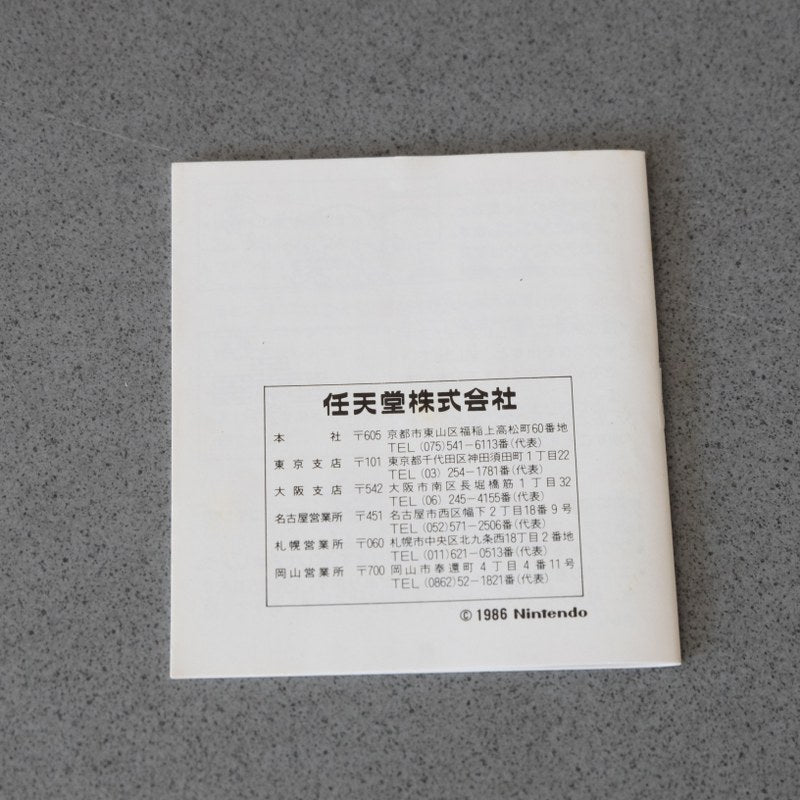 任天堂株式会社
本社 〒605 京都市東山区福稲上高松町60番地
TEL (075)541-6113番(代表)
東京支店 〒101 東京都千代田区神田須田町1丁目22
TEL (03) 254-1781番(代表)
大阪支店 〒542 大阪市南区長堀橋筋1丁目32
TEL (06) 245-4155番(代表)
名古屋営業所 〒451 名古屋市西区幅下2丁目18番9号
TEL (052)571-2506番(代表)
札幌営業所 〒060 札幌市中央区北九条西18丁目2番地
TEL (011)621-0513番(代表)
岡山営業所 〒700 岡山市奉還町4丁目4番11号
TEL (0862)52-1821番(代表)
© 1986 Nintendo